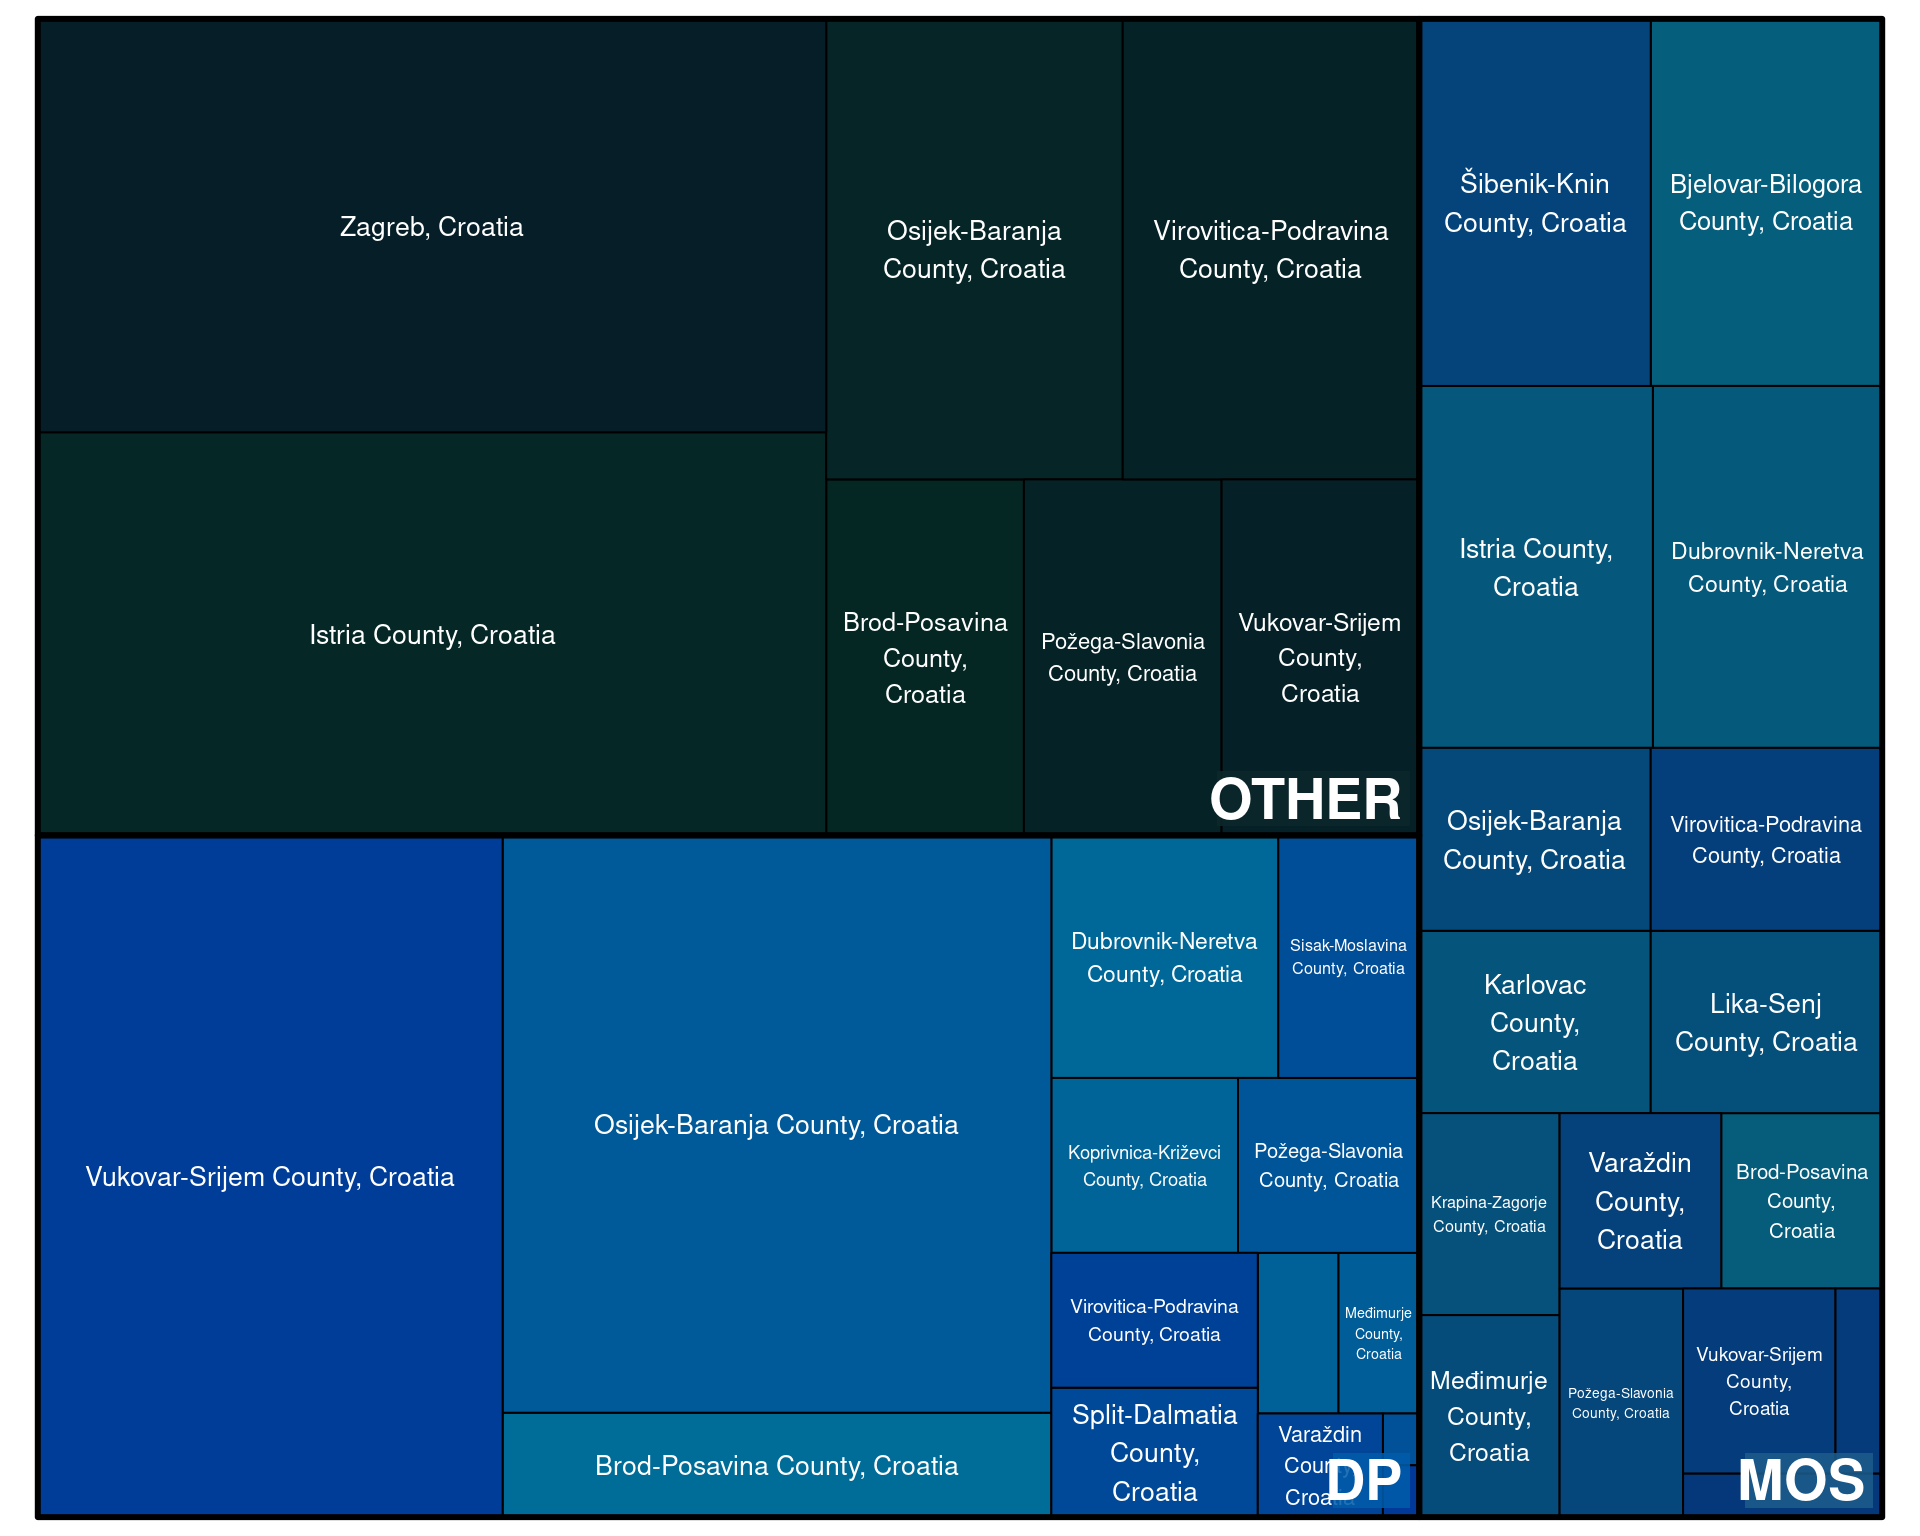 Zagreb, Croatia
Istria County, Croatia
Osijek-Baranja
County, Croatia
Virovitica-Podravina
County, Croatia
Brod-Posavina
County,
Croatia
Požega-Slavonia
County, Croatia
Vukovar-Srijem
County,
Croatia
OTHER
Vukovar-Srijem County, Croatia
Osijek-Baranja County, Croatia
Brod-Posavina County, Croatia
Dubrovnik-Neretva
County, Croatia
Sisak-Moslavina
County, Croatia
Koprivnica-Križevci
County, Croatia
Požega-Slavonia
County, Croatia
Virovitica-Podravina
County, Croatia
Međimurje
County,
Croatia
Split-Dalmatia
County,
Croatia
Varaždin
County,
Croatia
DP
Šibenik-Knin
County, Croatia
Bjelovar-Bilogora
County, Croatia
Istria County,
Croatia
Dubrovnik-Neretva
County, Croatia
Osijek-Baranja
County, Croatia
Virovitica-Podravina
County, Croatia
Karlovac
County,
Croatia
Lika-Senj
County, Croatia
Krapina-Zagorje
County, Croatia
Varaždin
County,
Croatia
Brod-Posavina
County,
Croatia
Međimurje
County,
Croatia
Požega-Slavonia
County, Croatia
Vukovar-Srijem
County,
Croatia
MOS